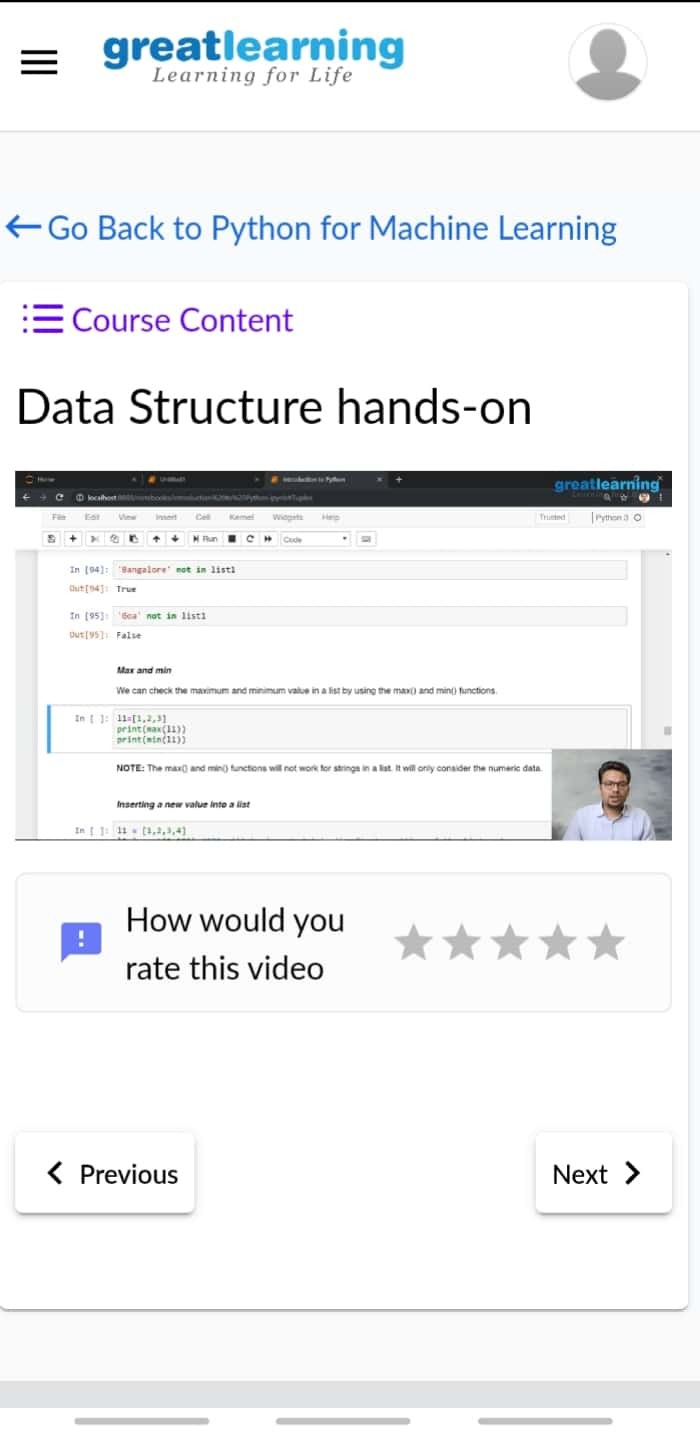 greatlearning
Learning for Life
Go Back to Python for Machine Learning
Course Content
Data Structure hands-on
Home
Untitled1
Introduction to Python
greatlearning
File Edit View Insert Cell Kernel Widgets Help Trusted Python 3
Run Code
In [94]: 'Bangalore' not in list1
Out[94]: True
In [95]: 'Goa' not in list1
Out[95]: False
Max and min
We can check the maximum and minimum value in a list by using the max() and min() functions.
In [ ]: l1=[1,2,3]
print(max(l1))
print(min(l1))
NOTE: The max() and min() functions will not work for strings in a list. It will only consider the numeric data.
Inserting a new value into a list
In [ ]: l1 = [1,2,3,4]
How would you
rate this video
Previous
Next